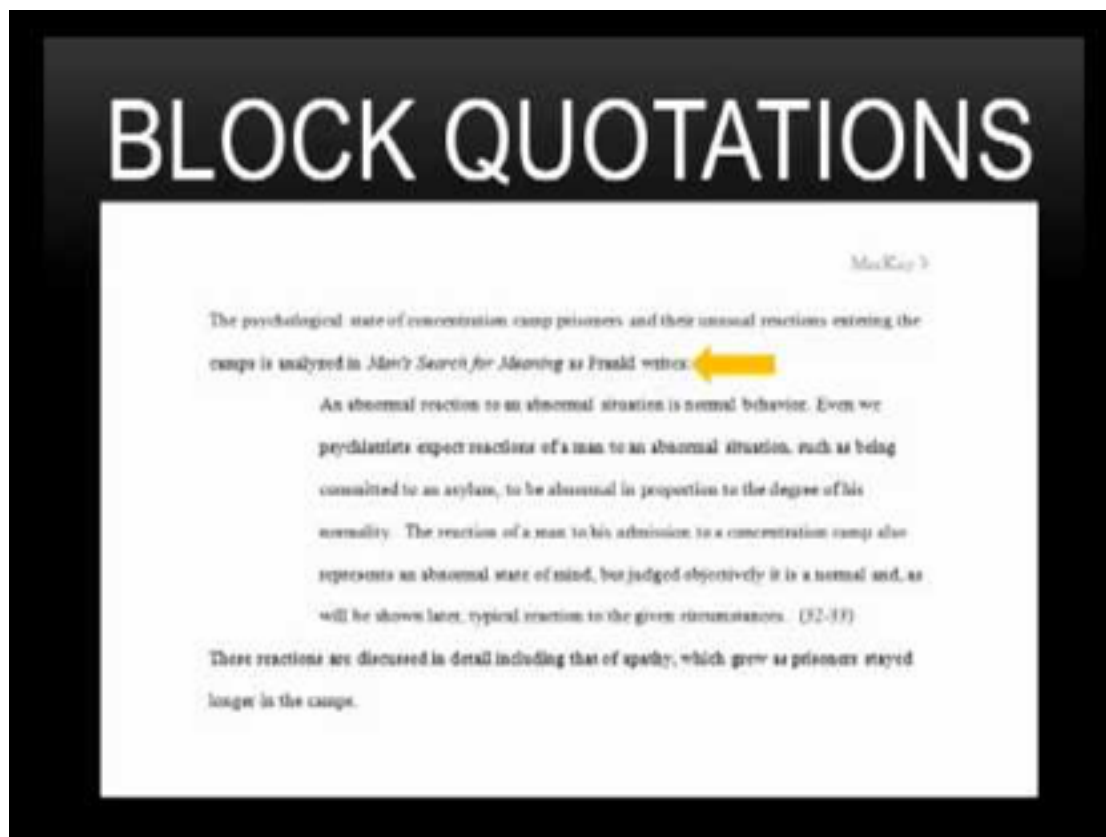 BLOCK QUOTATIONS
MacKay 3
The psychological state of concentration camp prisoners and their unusual reactions entering the
camps is analyzed in Man's Search for Meaning as Frankl writes:
An abnormal reaction to an abnormal situation is normal behavior. Even we
psychiatrists expect reactions of a man to an abnormal situation, such as being
committed to an asylum, to be abnormal in proportion to the degree of his
normality. The reaction of a man to his admission to a concentration camp also
represents an abnormal state of mind, but judged objectively it is a normal and, as
will be shown later, typical reaction to the given circumstances. (32-33)
These reactions are discussed in detail including that of apathy, which grew as prisoners stayed
longer in the camps.